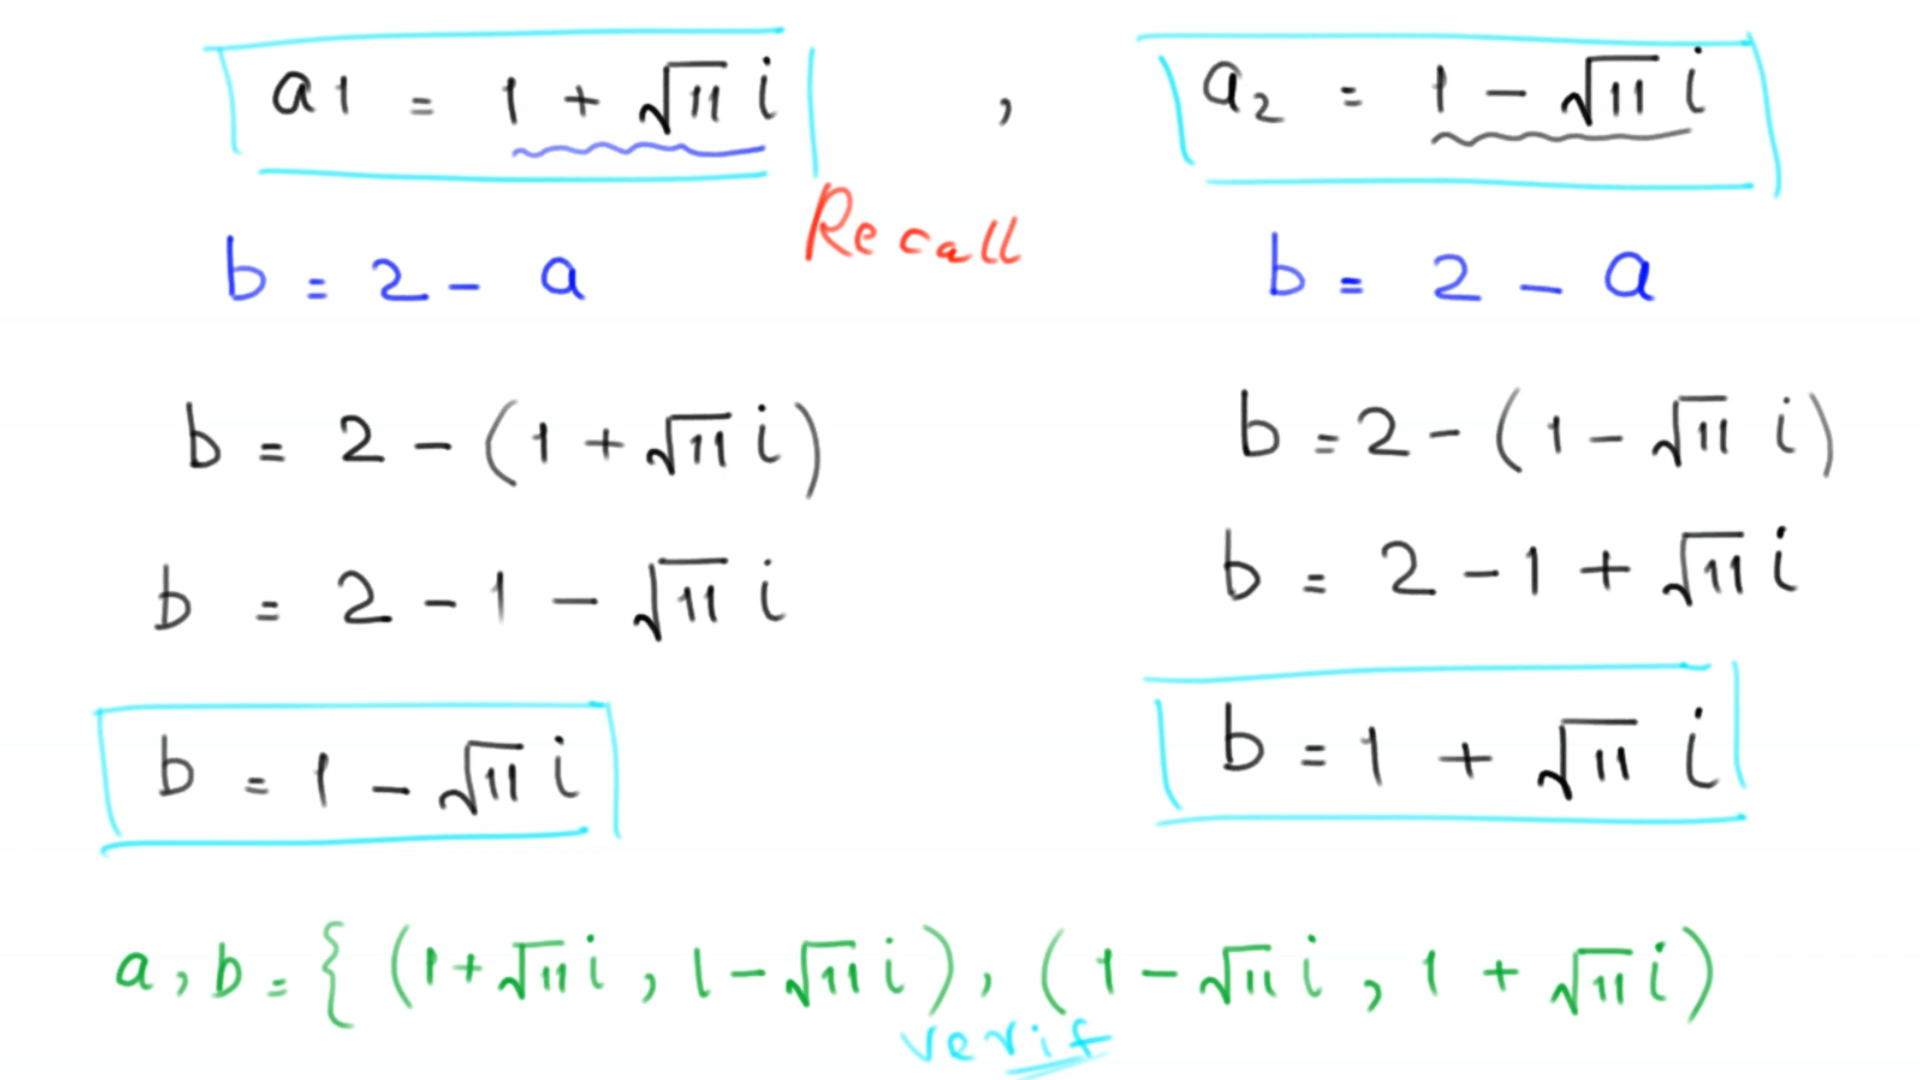 a1 = 1 + √11 i , a₂ = 1 - √11 i
Recall
b = 2 - a
b = 2 - a
b = 2 - (1 + √11 i)
b = 2 - (1 - √11 i)
b = 2 - 1 - √11 i
b = 2 - 1 + √11 i
b = 1 - √11 i
b = 1 + √11 i
a, b = { (1 + √11 i, 1 - √11 i), (1 - √11 i, 1 + √11 i)
verif